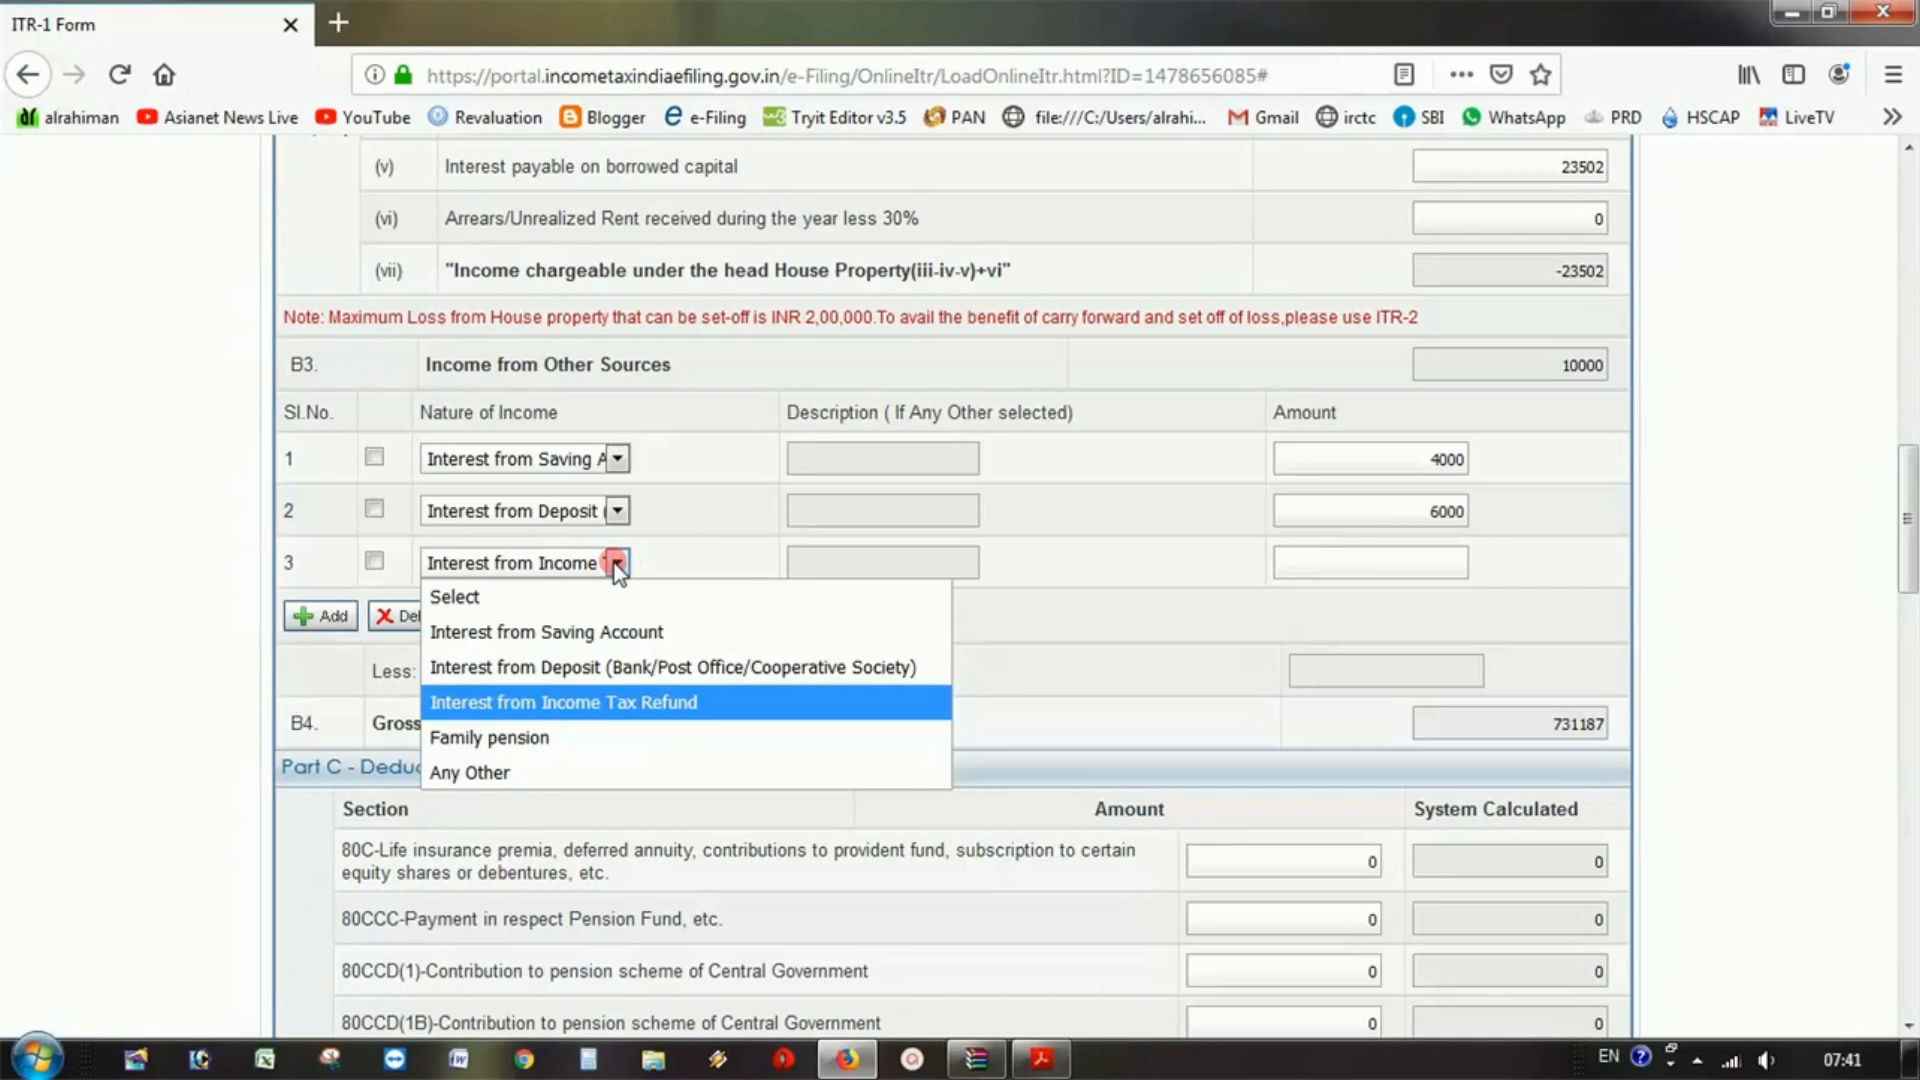 ITR-1 Form
https://portal.incometaxindiaefiling.gov.in/e-Filing/OnlineItr/LoadOnlineItr.html?ID=1478656085#
alrahiman Asianet News Live YouTube Revaluation Blogger e-Filing Tryit Editor v3.5 PAN file:///C:/Users/alrahi... Gmail irctc SBI WhatsApp PRD HSCAP LiveTV
(v) Interest payable on borrowed capital 23502
(vi) Arrears/Unrealized Rent received during the year less 30% 0
(vii) "Income chargeable under the head House Property(iii-iv-v)+vi" -23502
Note: Maximum Loss from House property that can be set-off is INR 2,00,000.To avail the benefit of carry forward and set off of loss,please use ITR-2
B3. Income from Other Sources 10000
Sl.No. Nature of Income Description ( If Any Other selected) Amount
1 Interest from Saving A 4000
2 Interest from Deposit ( 6000
3 Interest from Income
Select
Add Del
Interest from Saving Account
Less: Interest from Deposit (Bank/Post Office/Cooperative Society)
Interest from Income Tax Refund
B4. Gross 731187
Family pension
Part C - Deduc
Any Other
Section Amount System Calculated
80C-Life insurance premia, deferred annuity, contributions to provident fund, subscription to certain
equity shares or debentures, etc. 0 0
80CCC-Payment in respect Pension Fund, etc. 0 0
80CCD(1)-Contribution to pension scheme of Central Government 0 0
80CCD(1B)-Contribution to pension scheme of Central Government 0 0
EN 07:41